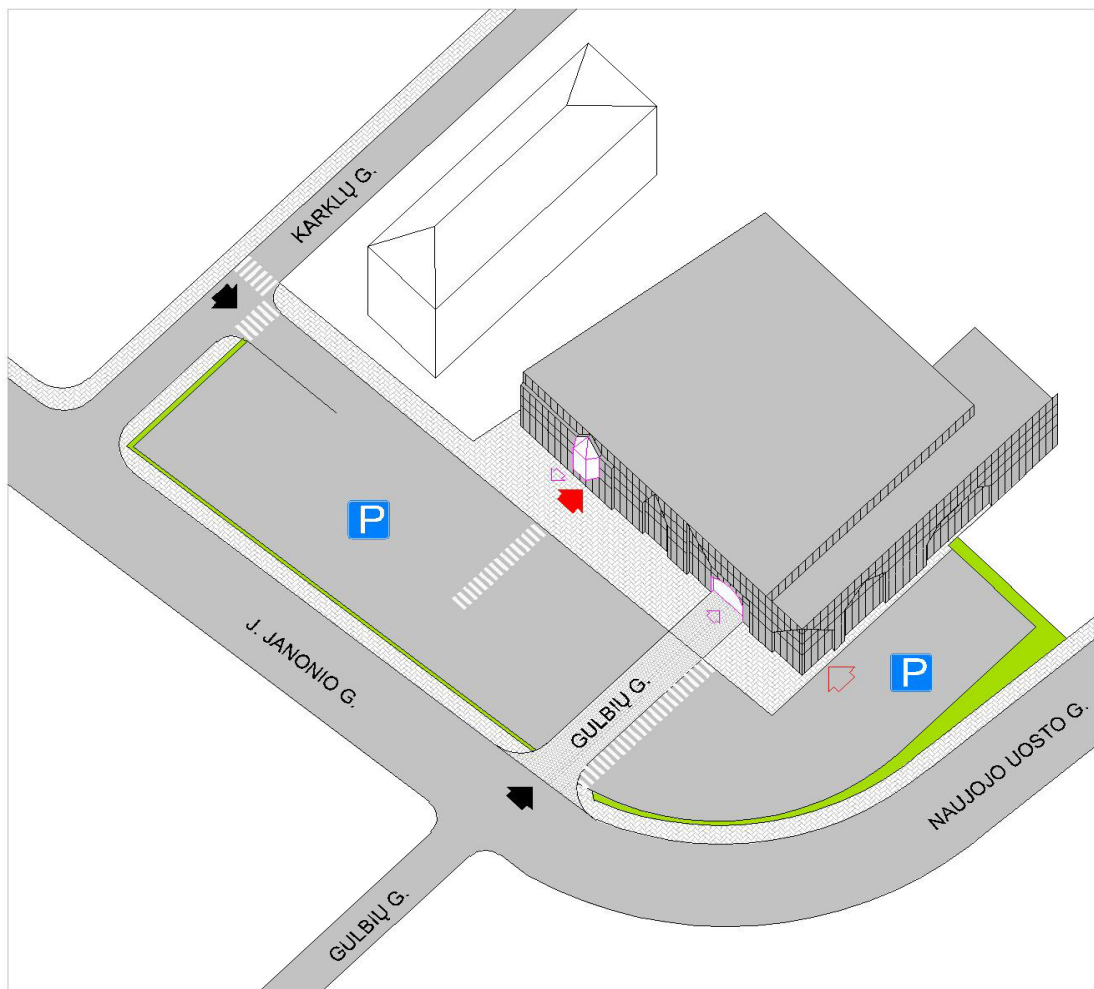 KARKLŲ G.
P
J. JANONIO G.
GULBIŲ G.
P
NAUJOJO UOSTO G.
GULBIŲ G.